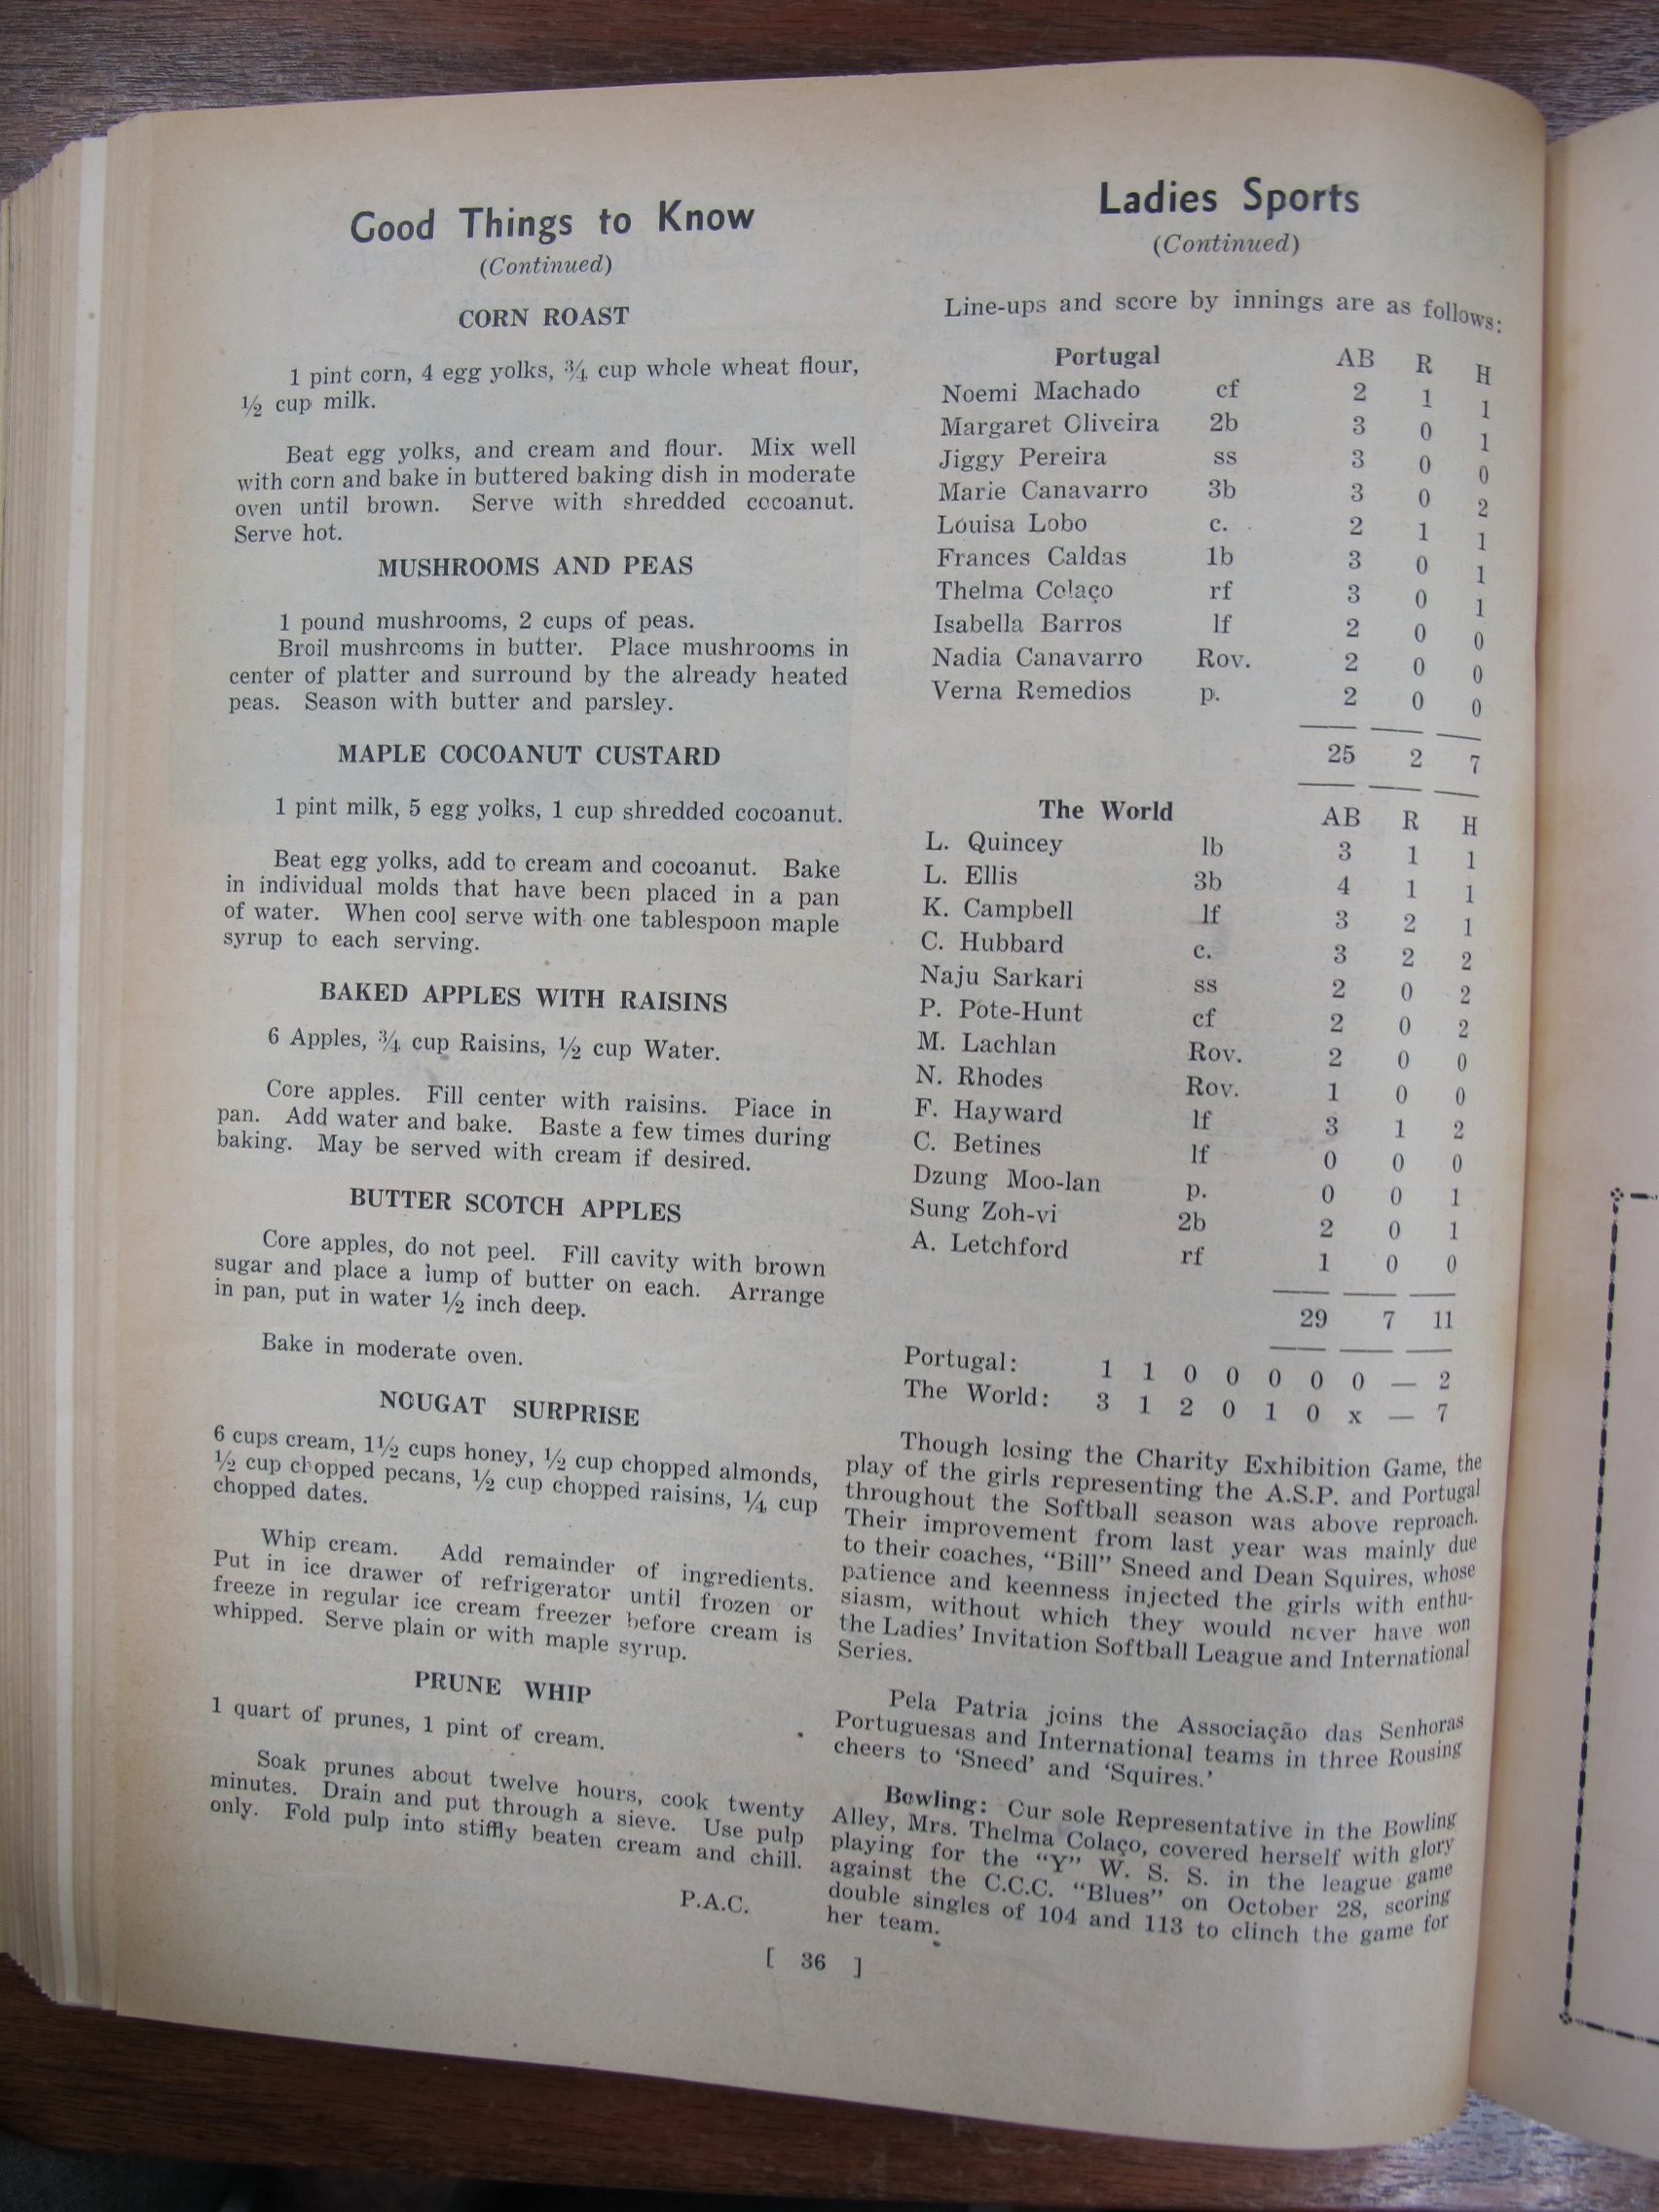 Good Things to Know
(Continued)
CORN ROAST
1 pint corn, 4 egg yolks, ¾ cup whole wheat flour,
½ cup milk.
Beat egg yolks, and cream and flour. Mix well
with corn and bake in buttered baking dish in moderate
oven until brown. Serve with shredded cocoanut.
Serve hot.
MUSHROOMS AND PEAS
1 pound mushrooms, 2 cups of peas.
Broil mushrooms in butter. Place mushrooms in
center of platter and surround by the already heated
peas. Season with butter and parsley.
MAPLE COCOANUT CUSTARD
1 pint milk, 5 egg yolks, 1 cup shredded cocoanut.
Beat egg yolks, add to cream and cocoanut. Bake
in individual molds that have been placed in a pan
of water. When cool serve with one tablespoon maple
syrup to each serving.
BAKED APPLES WITH RAISINS
6 Apples, ¾ cup Raisins, ½ cup Water.
Core apples. Fill center with raisins. Place in
pan. Add water and bake. Baste a few times during
baking. May be served with cream if desired.
BUTTER SCOTCH APPLES
Core apples, do not peel. Fill cavity with brown
sugar and place a lump of butter on each. Arrange
in pan, put in water ½ inch deep.
Bake in moderate oven.
NOUGAT SURPRISE
6 cups cream, 1½ cups honey, ½ cup chopped almonds,
½ cup chopped pecans, ½ cup chopped raisins, ¼ cup
chopped dates.
Whip cream. Add remainder of ingredients.
Put in ice drawer of refrigerator until frozen or
freeze in regular ice cream freezer before cream is
whipped. Serve plain or with maple syrup.
PRUNE WHIP
1 quart of prunes, 1 pint of cream.
Soak prunes about twelve hours, cook twenty
minutes. Drain and put through a sieve. Use pulp
only. Fold pulp into stiffly beaten cream and chill.
P.A.C.
Ladies Sports
(Continued)
Line-ups and score by innings are as follows:
Portugal AB R H
Noemi Machado cf 2 1 1
Margaret Oliveira 2b 3 0 1
Jiggy Pereira ss 3 0 0
Marie Canavarro 3b 3 0 2
Louisa Lobo c. 2 1 1
Frances Caldas 1b 3 0 1
Thelma Colaço rf 3 0 1
Isabella Barros lf 2 0 0
Nadia Canavarro Rov. 2 0 0
Verna Remedios p. 2 0 0
25 2 7
The World AB R H
L. Quincey lb 3 1 1
L. Ellis 3b 4 1 1
K. Campbell lf 3 2 1
C. Hubbard c. 3 2 2
Naju Sarkari ss 2 0 2
P. Pote-Hunt cf 2 0 2
M. Lachlan Rov. 2 0 0
N. Rhodes Rov. 1 0 0
F. Hayward lf 3 1 2
C. Betines lf 0 0 0
Dzung Moo-lan p. 0 0 1
Sung Zoh-vi 2b 2 0 1
A. Letchford rf 1 0 0
29 7 11
Portugal: 1 1 0 0 0 0 0 — 2
The World: 3 1 2 0 1 0 x — 7
Though losing the Charity Exhibition Game, the
play of the girls representing the A.S.P. and Portugal
throughout the Softball season was above reproach.
Their improvement from last year was mainly due
to their coaches, "Bill" Sneed and Dean Squires, whose
patience and keenness injected the girls with enthu-
siasm, without which they would never have won
the Ladies' Invitation Softball League and International
Series.
Pela Patria joins the Associação das Senhoras
Portuguesas and International teams in three Rousing
cheers to 'Sneed' and 'Squires.'
Bowling: Our sole Representative in the Bowling
Alley, Mrs. Thelma Colaço, covered herself with glory
playing for the "Y" W. S. S. in the league game
against the C.C.C. "Blues" on October 28, scoring
double singles of 104 and 113 to clinch the game for
her team.
[ 36 ]